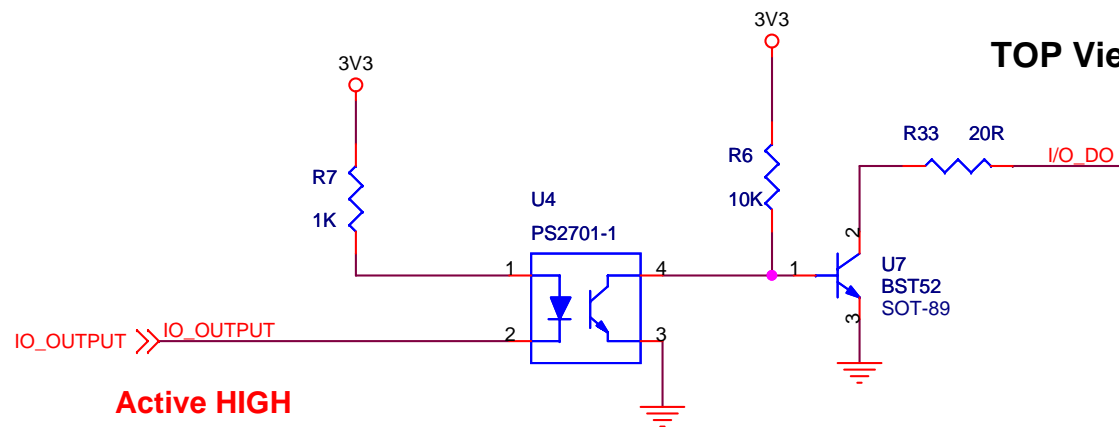 3V3
TOP Vie
3V3
R33 20R
I/O_DO
R6
10K
R7
1K
U4
PS2701-1
1
4
2
3
1
2
3
U7
BST52
SOT-89
IO_OUTPUT IO_OUTPUT
Active HIGH